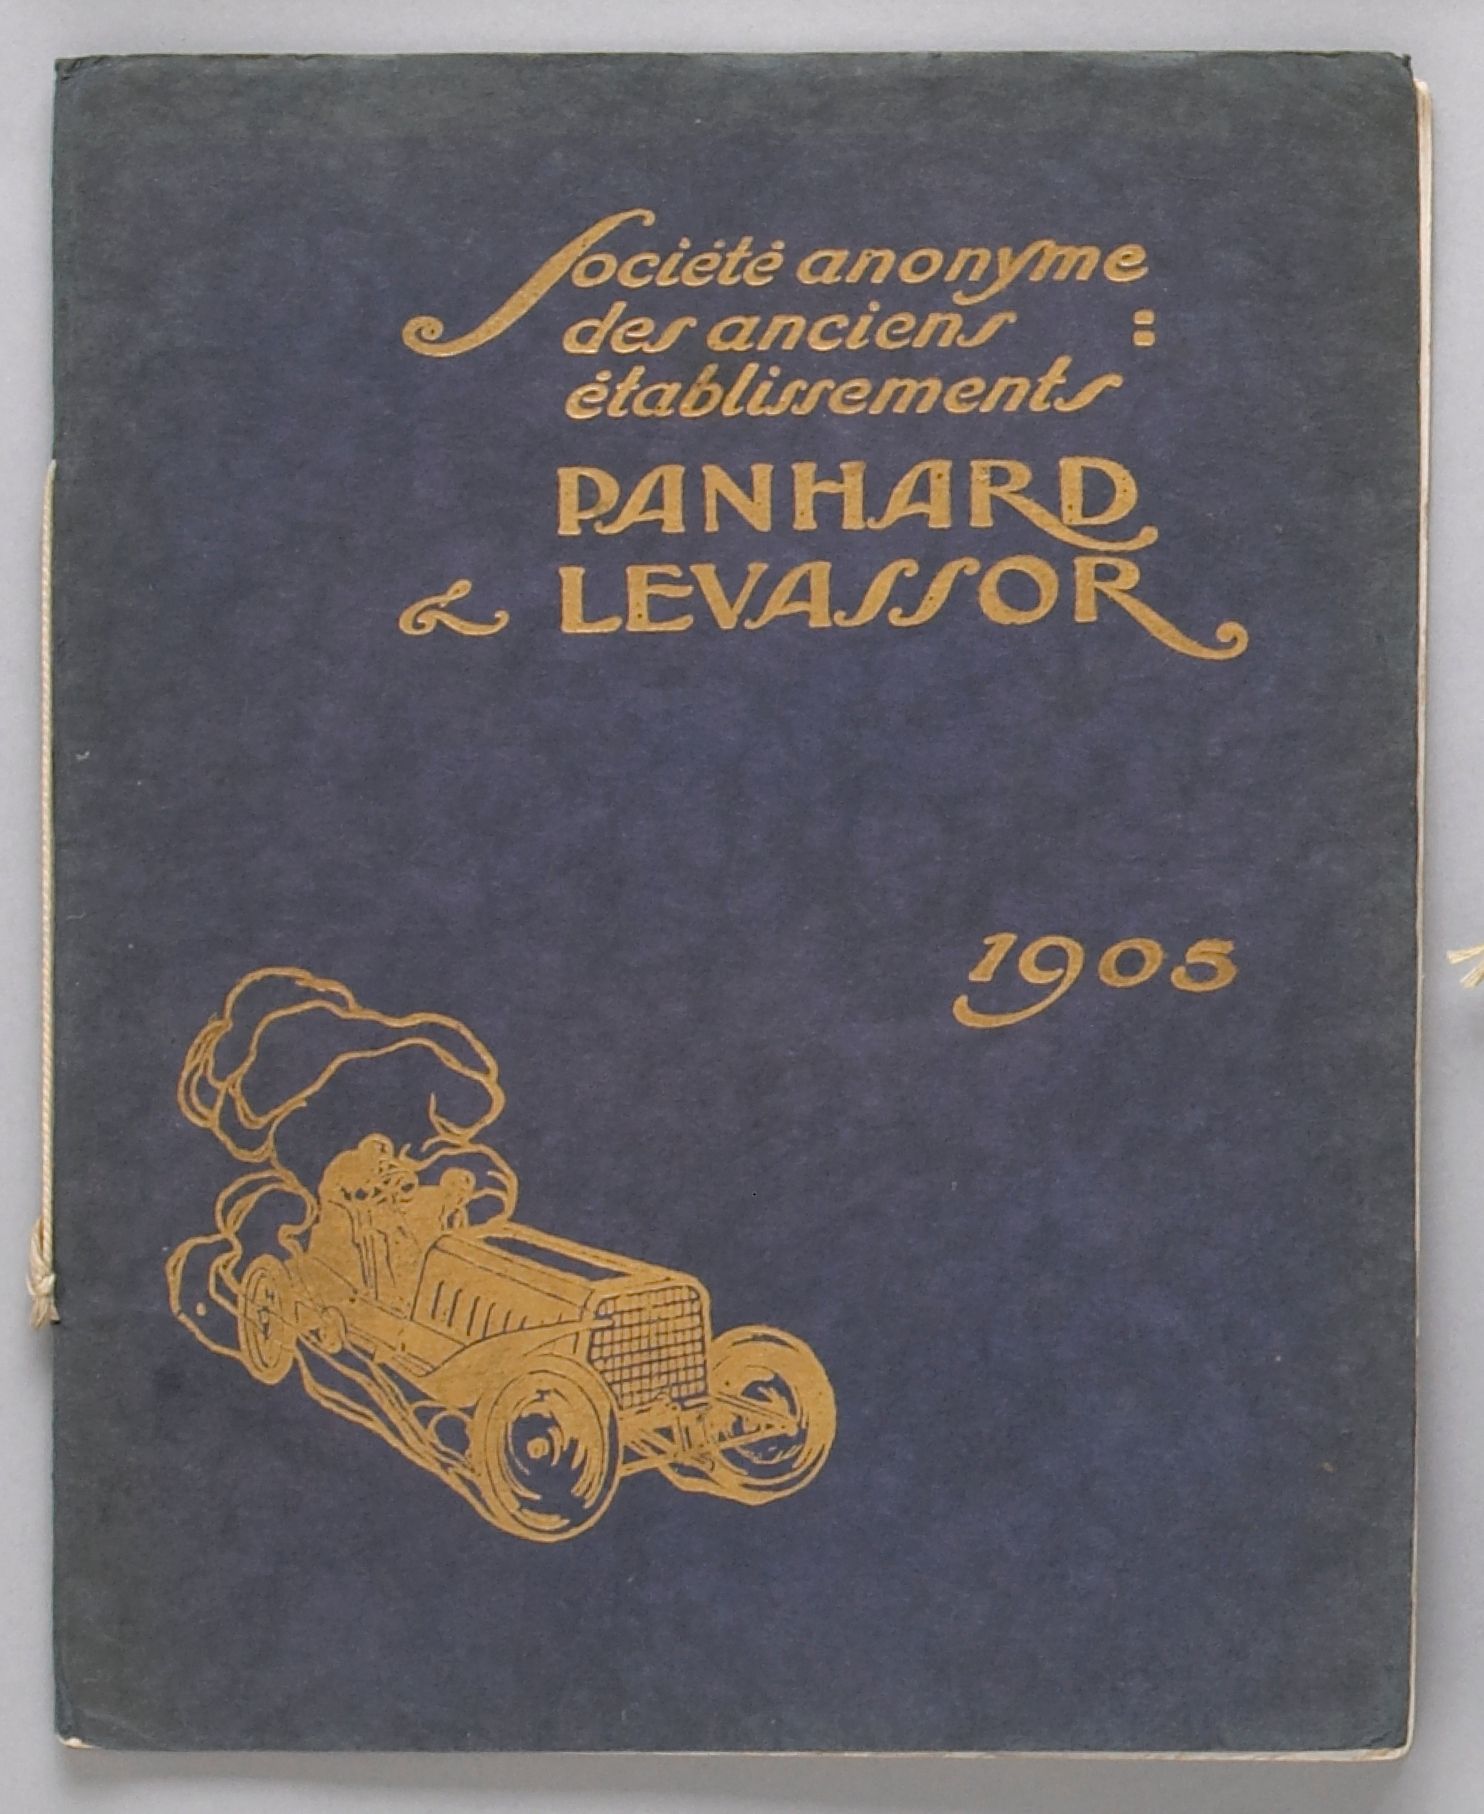 Société anonyme
des anciens :
établissements
PANHARD
& LEVASSOR
1905